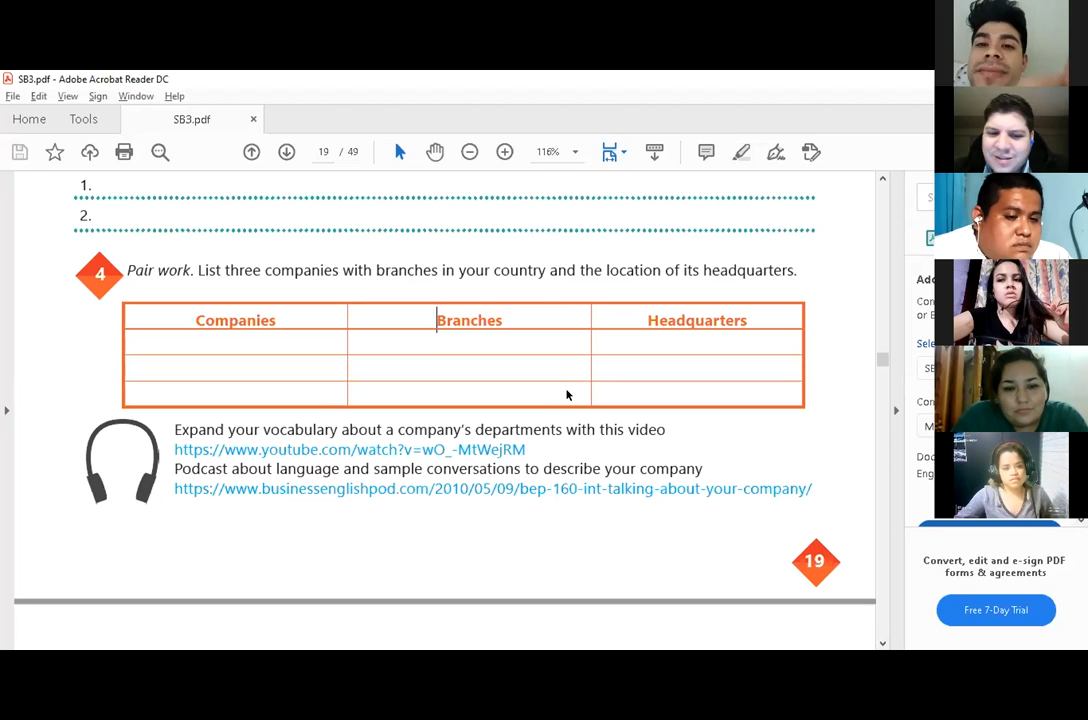 SB3.pdf - Adobe Acrobat Reader DC
File Edit View Sign Window Help
Home Tools SB3.pdf ×
19 / 49 116%
1.
2.
4 Pair work. List three companies with branches in your country and the location of its headquarters.
Companies Branches Headquarters
Expand your vocabulary about a company's departments with this video
https://www.youtube.com/watch?v=wO_-MtWejRM
Podcast about language and sample conversations to describe your company
https://www.businessenglishpod.com/2010/05/09/bep-160-int-talking-about-your-company/
19
Convert, edit and e-sign PDF
forms & agreements
Free 7-Day Trial